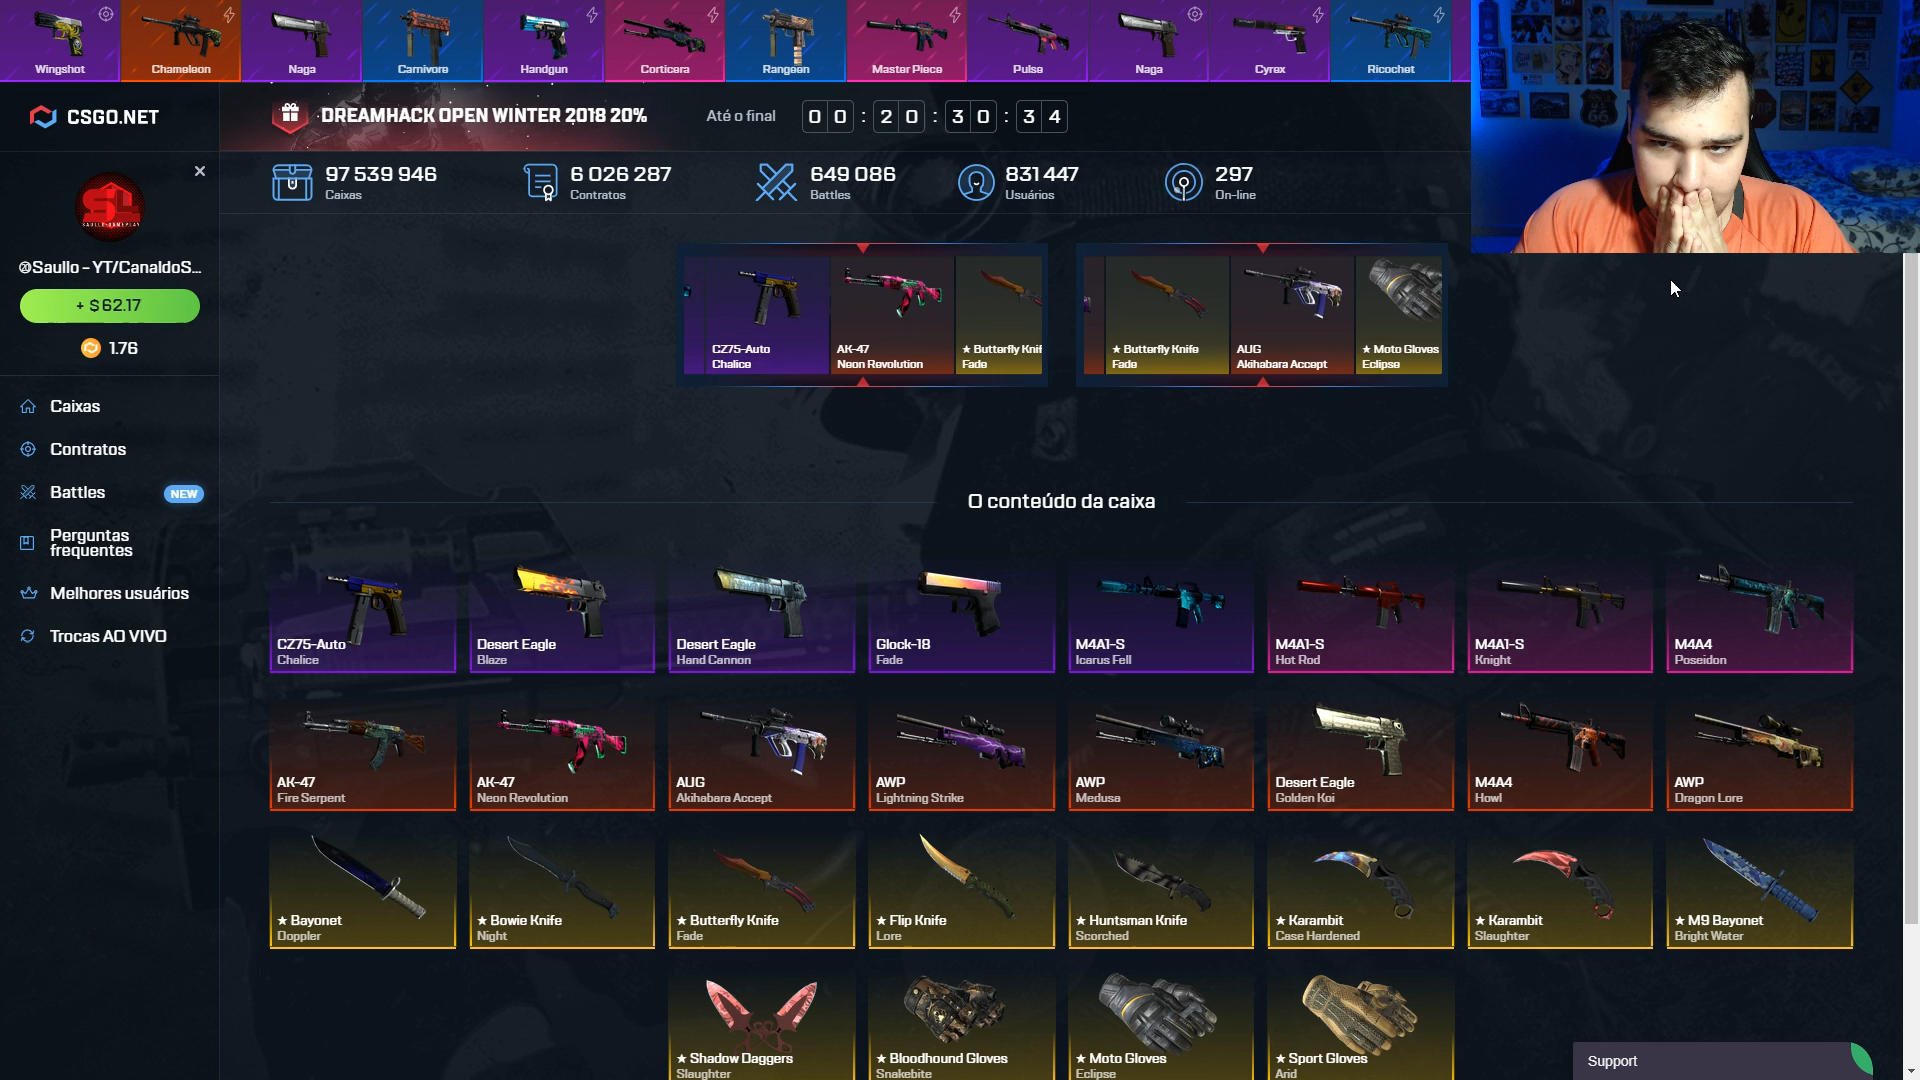 Wingshot
Chameleon
Naga
Carnivore
Handgun
Corticera
Rangeen
Master Piece
Pulse
Naga
Cyrex
Ricochet
CSGO.NET
DREAMHACK OPEN WINTER 2018 20%
Até o final
00 : 20 : 30 : 34
97 539 946
Caixas
6 026 287
Contratos
649 086
Battles
831 447
Usuários
297
On-line
SL
SAULLO GAMEPLAY
Saullo - YT/CanaldoS...
+ $62.17
1.76
Caixas
Contratos
Battles
NEW
Perguntas
frequentes
Melhores usuários
Trocas AO VIVO
CZ75-Auto
Chalice
AK-47
Neon Revolution
★ Butterfly Knif
Fade
★ Butterfly Knife
Fade
AUG
Akihabara Accept
★ Moto Gloves
Eclipse
O conteúdo da caixa
CZ75-Auto
Chalice
Desert Eagle
Blaze
Desert Eagle
Hand Cannon
Glock-18
Fade
M4A1-S
Icarus Fell
M4A1-S
Hot Rod
M4A1-S
Knight
M4A4
Poseidon
AK-47
Fire Serpent
AK-47
Neon Revolution
AUG
Akihabara Accept
AWP
Lightning Strike
AWP
Medusa
Desert Eagle
Golden Koi
M4A4
Howl
AWP
Dragon Lore
★ Bayonet
Doppler
★ Bowie Knife
Night
★ Butterfly Knife
Fade
★ Flip Knife
Lore
★ Huntsman Knife
Scorched
★ Karambit
Case Hardened
★ Karambit
Slaughter
★ M9 Bayonet
Bright Water
★ Shadow Daggers
Slaughter
★ Bloodhound Gloves
Snakebite
★ Moto Gloves
Eclipse
★ Sport Gloves
Arid
Support